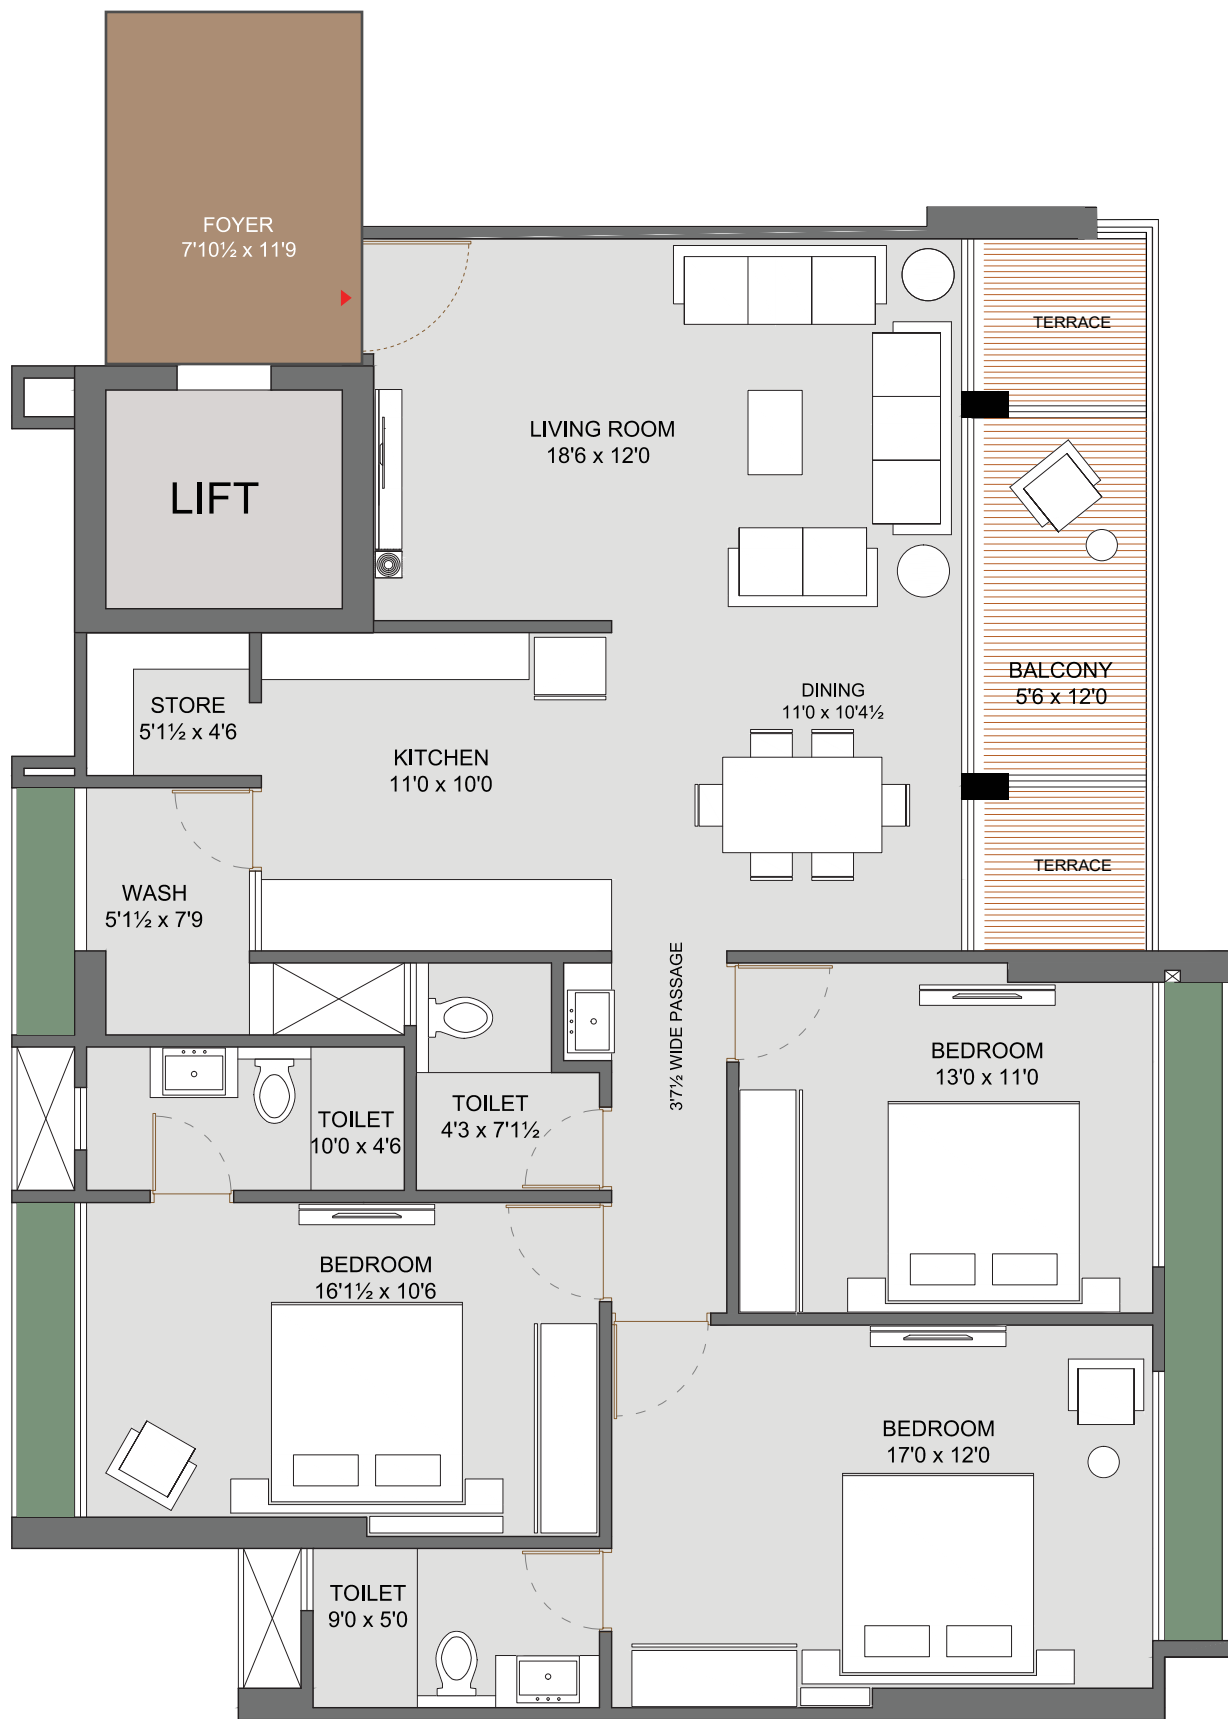 FOYER
7'10½ x 11'9
TERRACE
LIVING ROOM
18'6 x 12'0
LIFT
BALCONY
5'6 x 12'0
DINING
11'0 x 10'4½
STORE
5'1½ x 4'6
KITCHEN
11'0 x 10'0
TERRACE
WASH
5'1½ x 7'9
3'7½ WIDE PASSAGE
BEDROOM
13'0 x 11'0
TOILET
4'3 x 7'1½
TOILET
10'0 x 4'6
BEDROOM
16'1½ x 10'6
BEDROOM
17'0 x 12'0
TOILET
9'0 x 5'0